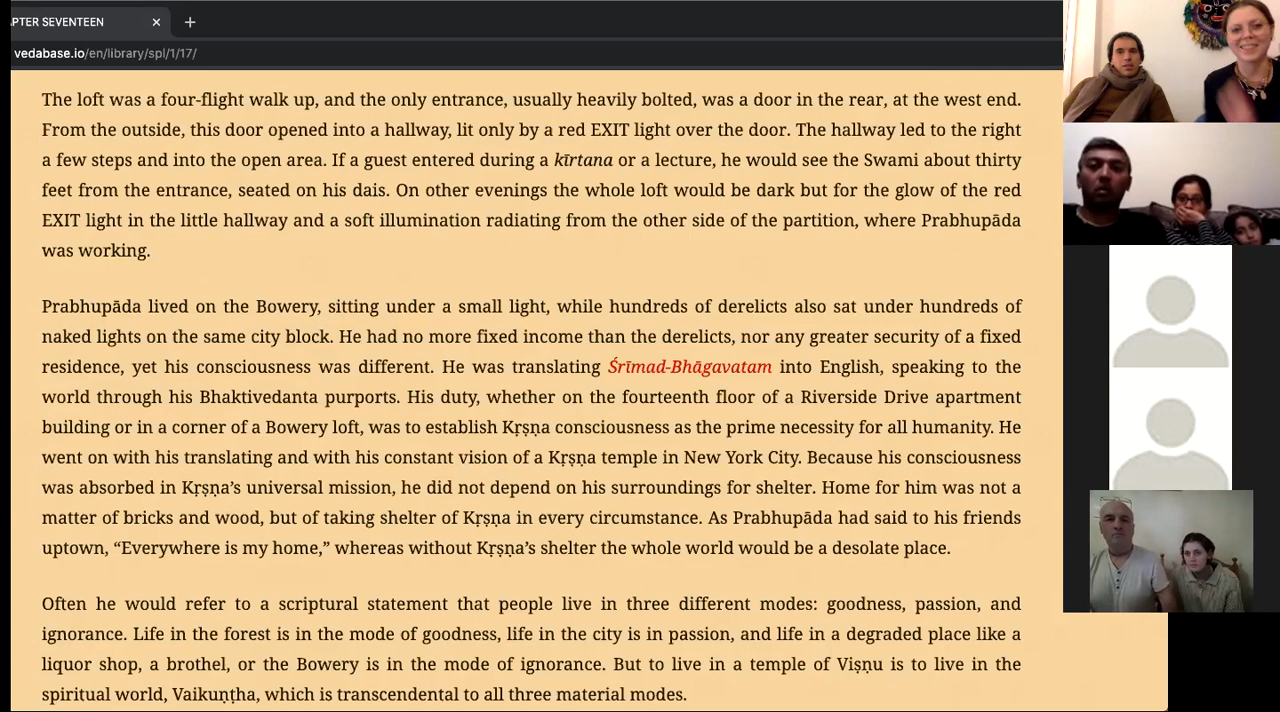 PTER SEVENTEEN
vedabase.io/en/library/spl/1/17/
The loft was a four-flight walk up, and the only entrance, usually heavily bolted, was a door in the rear, at the west end.
From the outside, this door opened into a hallway, lit only by a red EXIT light over the door. The hallway led to the right
a few steps and into the open area. If a guest entered during a kīrtana or a lecture, he would see the Swami about thirty
feet from the entrance, seated on his dais. On other evenings the whole loft would be dark but for the glow of the red
EXIT light in the little hallway and a soft illumination radiating from the other side of the partition, where Prabhupāda
was working.
Prabhupāda lived on the Bowery, sitting under a small light, while hundreds of derelicts also sat under hundreds of
naked lights on the same city block. He had no more fixed income than the derelicts, nor any greater security of a fixed
residence, yet his consciousness was different. He was translating Śrīmad-Bhāgavatam into English, speaking to the
world through his Bhaktivedanta purports. His duty, whether on the fourteenth floor of a Riverside Drive apartment
building or in a corner of a Bowery loft, was to establish Kṛṣṇa consciousness as the prime necessity for all humanity. He
went on with his translating and with his constant vision of a Kṛṣṇa temple in New York City. Because his consciousness
was absorbed in Kṛṣṇa’s universal mission, he did not depend on his surroundings for shelter. Home for him was not a
matter of bricks and wood, but of taking shelter of Kṛṣṇa in every circumstance. As Prabhupāda had said to his friends
uptown, “Everywhere is my home,” whereas without Kṛṣṇa’s shelter the whole world would be a desolate place.
Often he would refer to a scriptural statement that people live in three different modes: goodness, passion, and
ignorance. Life in the forest is in the mode of goodness, life in the city is in passion, and life in a degraded place like a
liquor shop, a brothel, or the Bowery is in the mode of ignorance. But to live in a temple of Viṣṇu is to live in the
spiritual world, Vaikuṇṭha, which is transcendental to all three material modes.